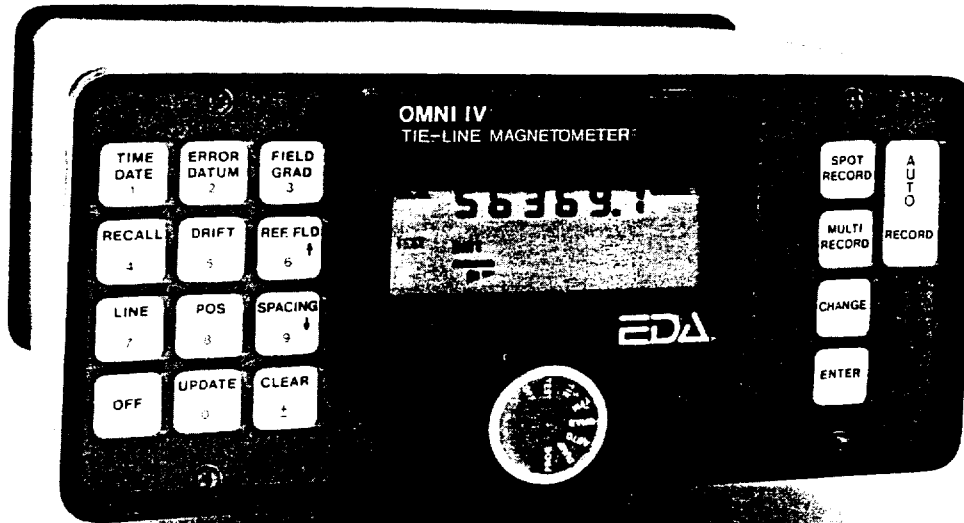 OMNI IV
TIE-LINE MAGNETOMETER
TIME
DATE
1
ERROR
DATUM
2
FIELD
GRAD
3
RECALL
4
DRIFT
5
REF. FLD
6 ↑
LINE
7
POS
8
SPACING
9 ↓
OFF
UPDATE
0
CLEAR
±
56369.1
EDA
SPOT
RECORD
MULTI
RECORD
CHANGE
ENTER
AUTO
RECORD